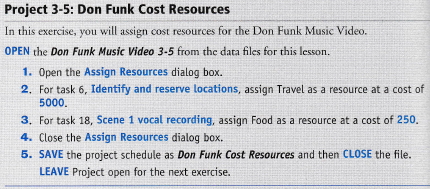 Project 3-5: Don Funk Cost Resources
In this exercise, you will assign cost resources for the Don Funk Music Video.
OPEN the Don Funk Music Video 3-5 from the data files for this lesson.
1. Open the Assign Resources dialog box.
2. For task 6, Identify and reserve locations, assign Travel as a resource at a cost of
5000.
3. For task 18, Scene 1 vocal recording, assign Food as a resource at a cost of 250.
4. Close the Assign Resources dialog box.
5. SAVE the project schedule as Don Funk Cost Resources and then CLOSE the file.
LEAVE Project open for the next exercise.